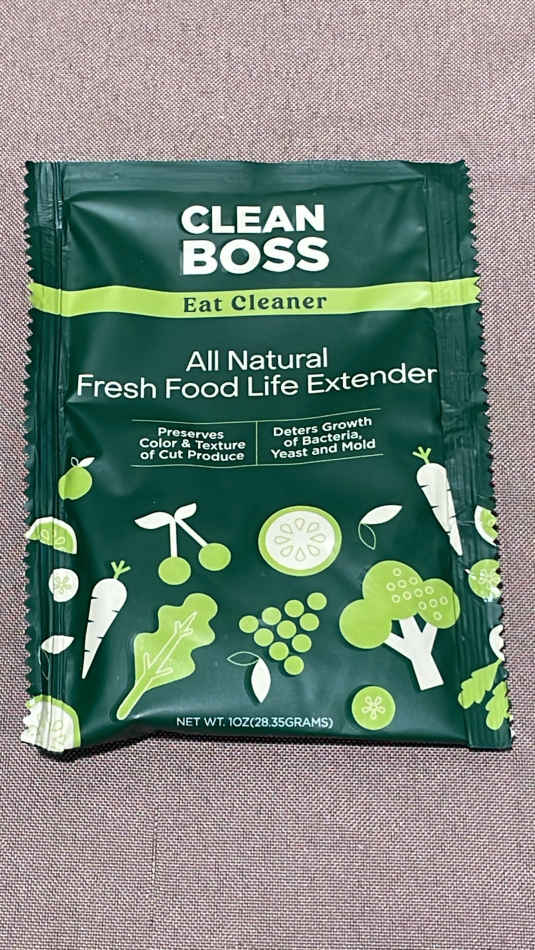 CLEAN
BOSS
Eat Cleaner
All Natural
Fresh Food Life Extender
Preserves
Color & Texture
of Cut Produce
Deters Growth
of Bacteria,
Yeast and Mold
NET WT. 1OZ(28.35GRAMS)